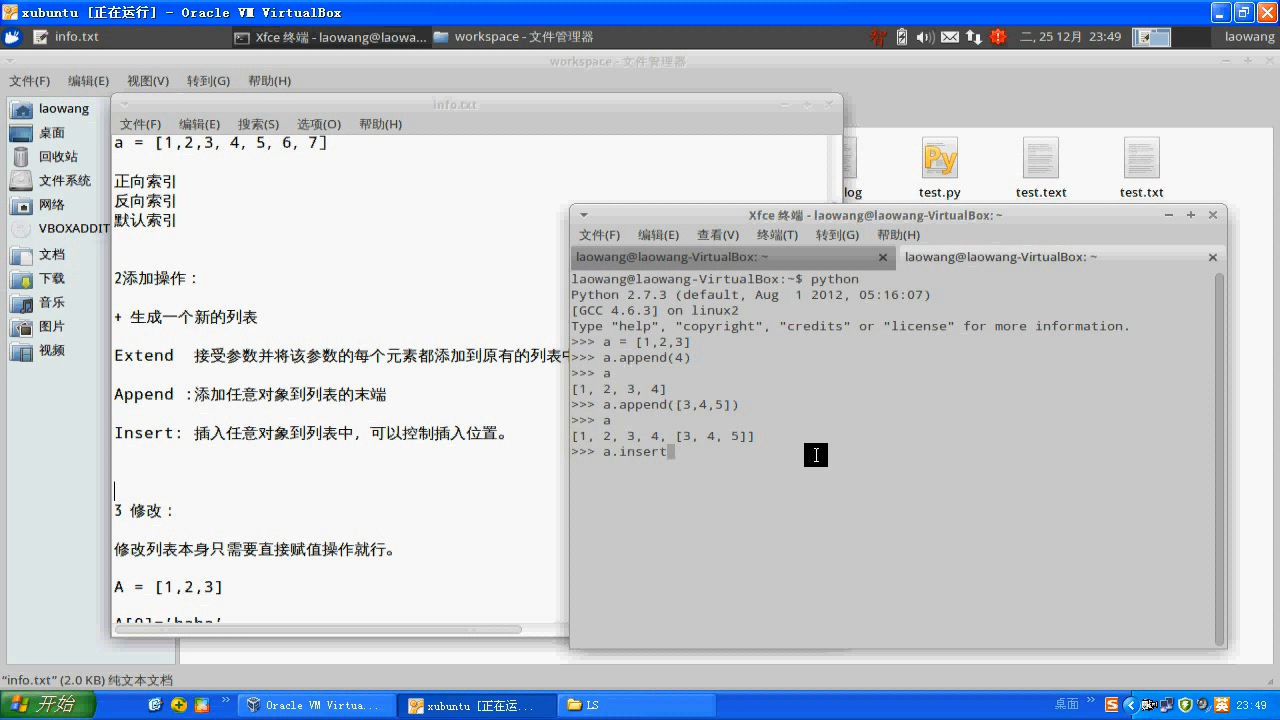 xubuntu [正在运行] - Oracle VM VirtualBox
info.txt
Xfce 终端 - laowang@laowa...
workspace - 文件管理器
二, 25 12月 23:49
laowang
workspace - 文件管理器
文件(F) 编辑(E) 视图(V) 转到(G) 帮助(H)
laowang
桌面
回收站
文件系统
网络
VBOXADDIT
文档
下载
音乐
图片
视频
info.txt
文件(F) 编辑(E) 搜索(S) 选项(O) 帮助(H)
a = [1,2,3, 4, 5, 6, 7]
正向索引
反向索引
默认索引
2添加操作：
+ 生成一个新的列表
Extend 接受参数并将该参数的每个元素都添加到原有的列表中
Append :添加任意对象到列表的末端
Insert: 插入任意对象到列表中，可以控制插入位置。
3 修改：
修改列表本身只需要直接赋值操作就行。
A = [1,2,3]
A[0]='haha'
log
test.py
test.text
test.txt
Xfce 终端 - laowang@laowang-VirtualBox: ~
文件(F) 编辑(E) 查看(V) 终端(T) 转到(G) 帮助(H)
laowang@laowang-VirtualBox: ~
laowang@laowang-VirtualBox: ~
laowang@laowang-VirtualBox:~$ python
Python 2.7.3 (default, Aug  1 2012, 05:16:07)
[GCC 4.6.3] on linux2
Type "help", "copyright", "credits" or "license" for more information.
>>> a = [1,2,3]
>>> a.append(4)
>>> a
[1, 2, 3, 4]
>>> a.append([3,4,5])
>>> a
[1, 2, 3, 4, [3, 4, 5]]
>>> a.insert
“info.txt” (2.0 KB) 纯文本文档
开始
Oracle VM Virtua...
xubuntu [正在运...
LS
桌面
英
23:49